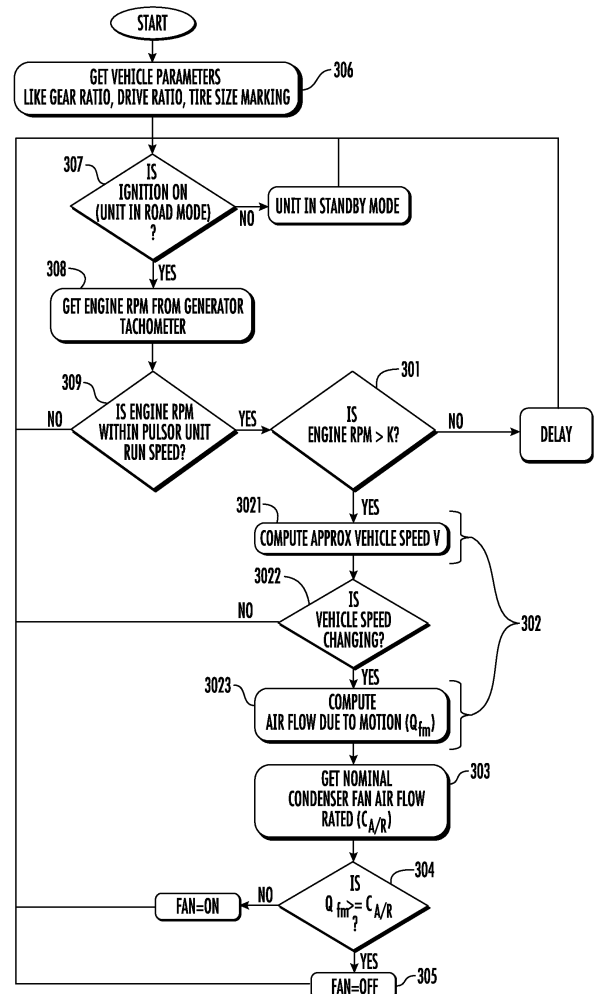 START
GET VEHICLE PARAMETERS
LIKE GEAR RATIO, DRIVE RATIO, TIRE SIZE MARKING
306
307
IS
IGNITION ON
(UNIT IN ROAD MODE)
?
NO
UNIT IN STANDBY MODE
YES
308
GET ENGINE RPM FROM GENERATOR
TACHOMETER
309
IS ENGINE RPM
WITHIN PULSOR UNIT
RUN SPEED?
NO
YES
301
IS
ENGINE RPM > K?
NO
DELAY
YES
3021
COMPUTE APPROX VEHICLE SPEED V
3022
IS
VEHICLE SPEED
CHANGING?
NO
302
YES
3023
COMPUTE
AIR FLOW DUE TO MOTION (Qfm)
303
GET NOMINAL
CONDENSER FAN AIR FLOW
RATED (CA/R)
304
IS
Q fm>= CA/R
?
NO
FAN=ON
YES
FAN=OFF
305